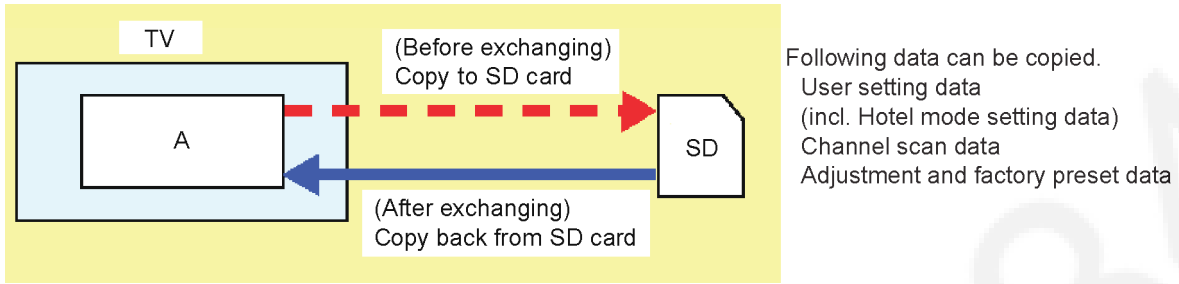 TV
(Before exchanging)
Copy to SD card
A
SD
(After exchanging)
Copy back from SD card
Following data can be copied.
User setting data
(incl. Hotel mode setting data)
Channel scan data
Adjustment and factory preset data